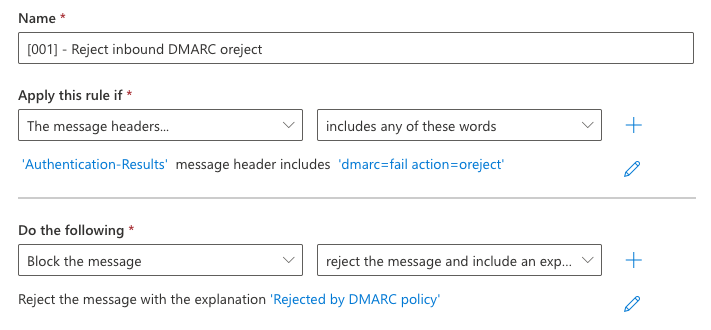 Name *
[001] - Reject inbound DMARC oreject
Apply this rule if *
The message headers... includes any of these words
'Authentication-Results' message header includes 'dmarc=fail action=oreject'
Do the following *
Block the message reject the message and include an exp...
Reject the message with the explanation 'Rejected by DMARC policy'